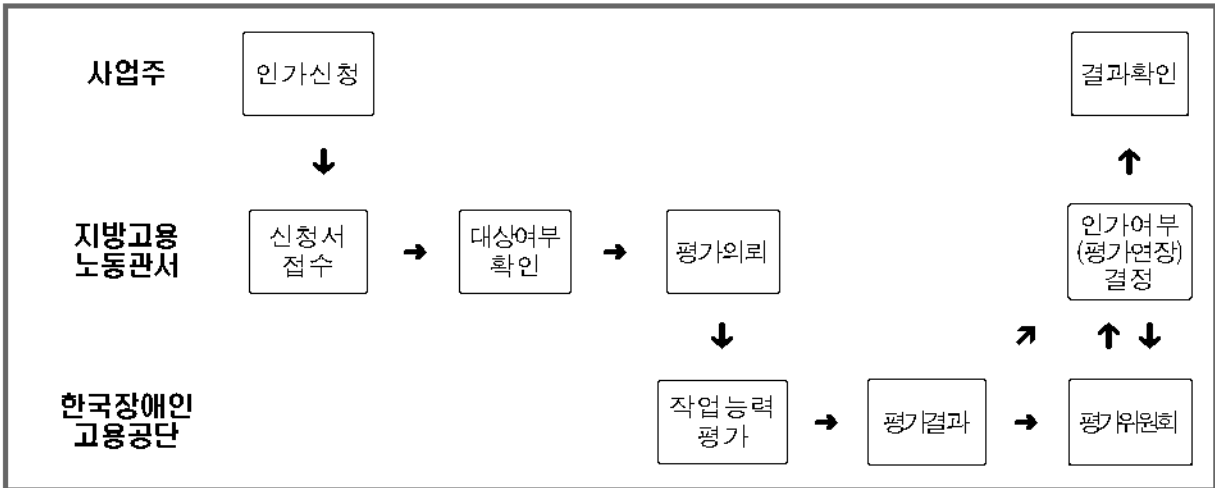 사업주
인가신청
결과확인
지방고용
노동관서
신청서
접수
대상여부
확인
평가의뢰
인가여부
(평가연장)
결정
한국장애인
고용공단
작업능력
평가
평가결과
평가위원회